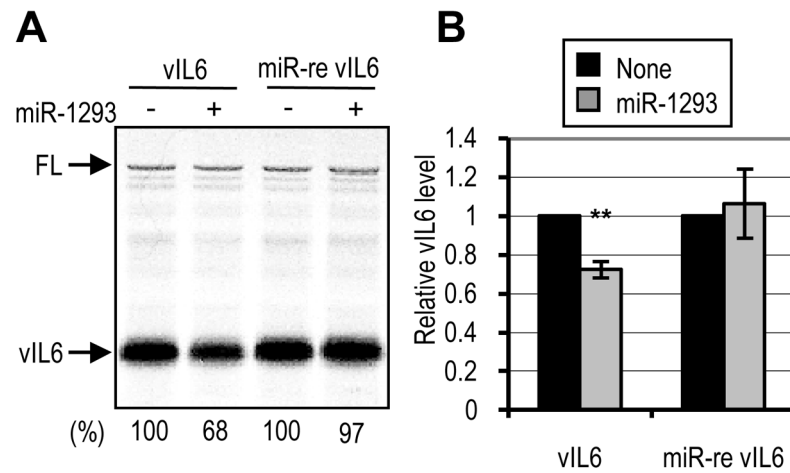 A
vIL6 miR-re vIL6
miR-1293 - + - +
FL
vIL6
(%) 100 68 100 97
B
None
miR-1293
Relative vIL6 level
1.4
1.2
1
**
0.8
0.6
0.4
0.2
0
vIL6 miR-re vIL6